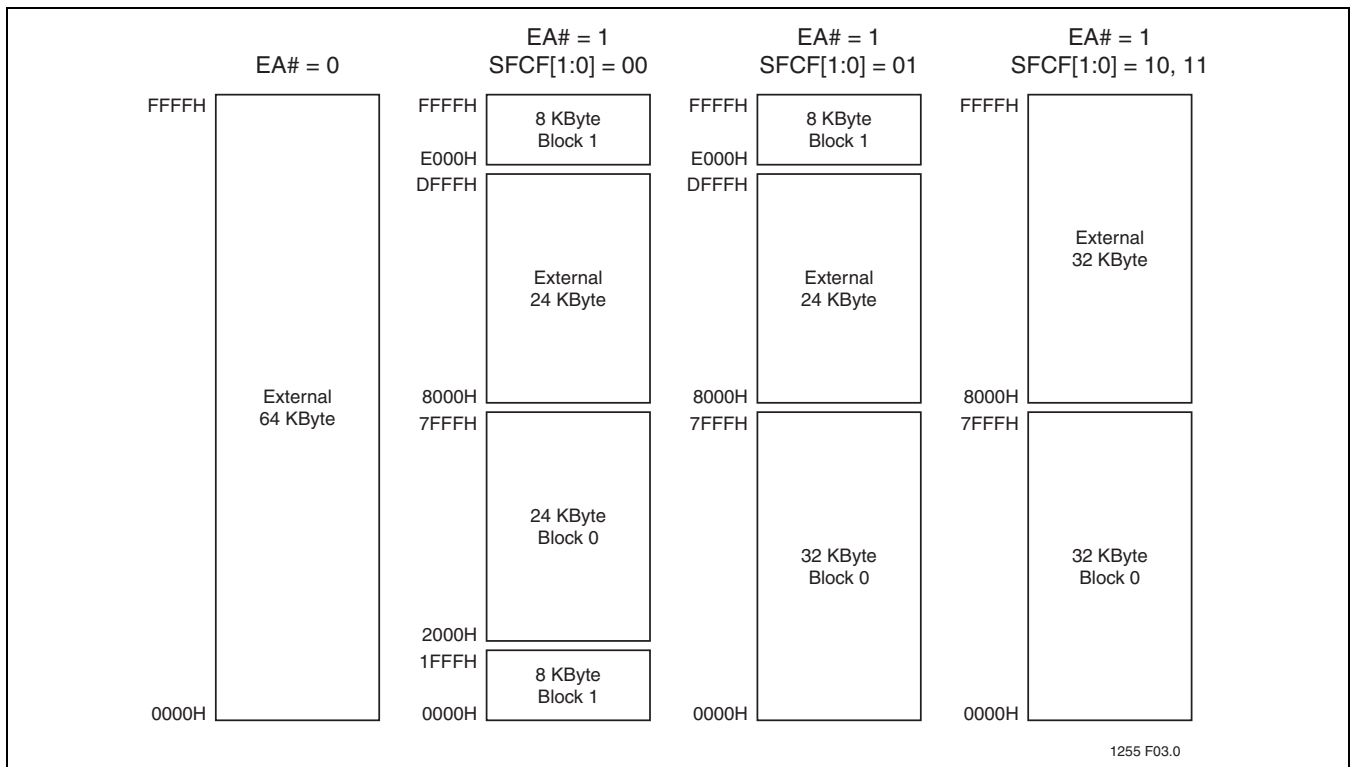 EA# = 0
FFFFH
External
64 KByte
0000H
EA# = 1
SFCF[1:0] = 00
FFFFH
8 KByte
Block 1
E000H
DFFFH
External
24 KByte
8000H
7FFFH
24 KByte
Block 0
2000H
1FFFH
8 KByte
Block 1
0000H
EA# = 1
SFCF[1:0] = 01
FFFFH
8 KByte
Block 1
E000H
DFFFH
External
24 KByte
8000H
7FFFH
32 KByte
Block 0
0000H
EA# = 1
SFCF[1:0] = 10, 11
FFFFH
External
32 KByte
8000H
7FFFH
32 KByte
Block 0
0000H
1255 F03.0